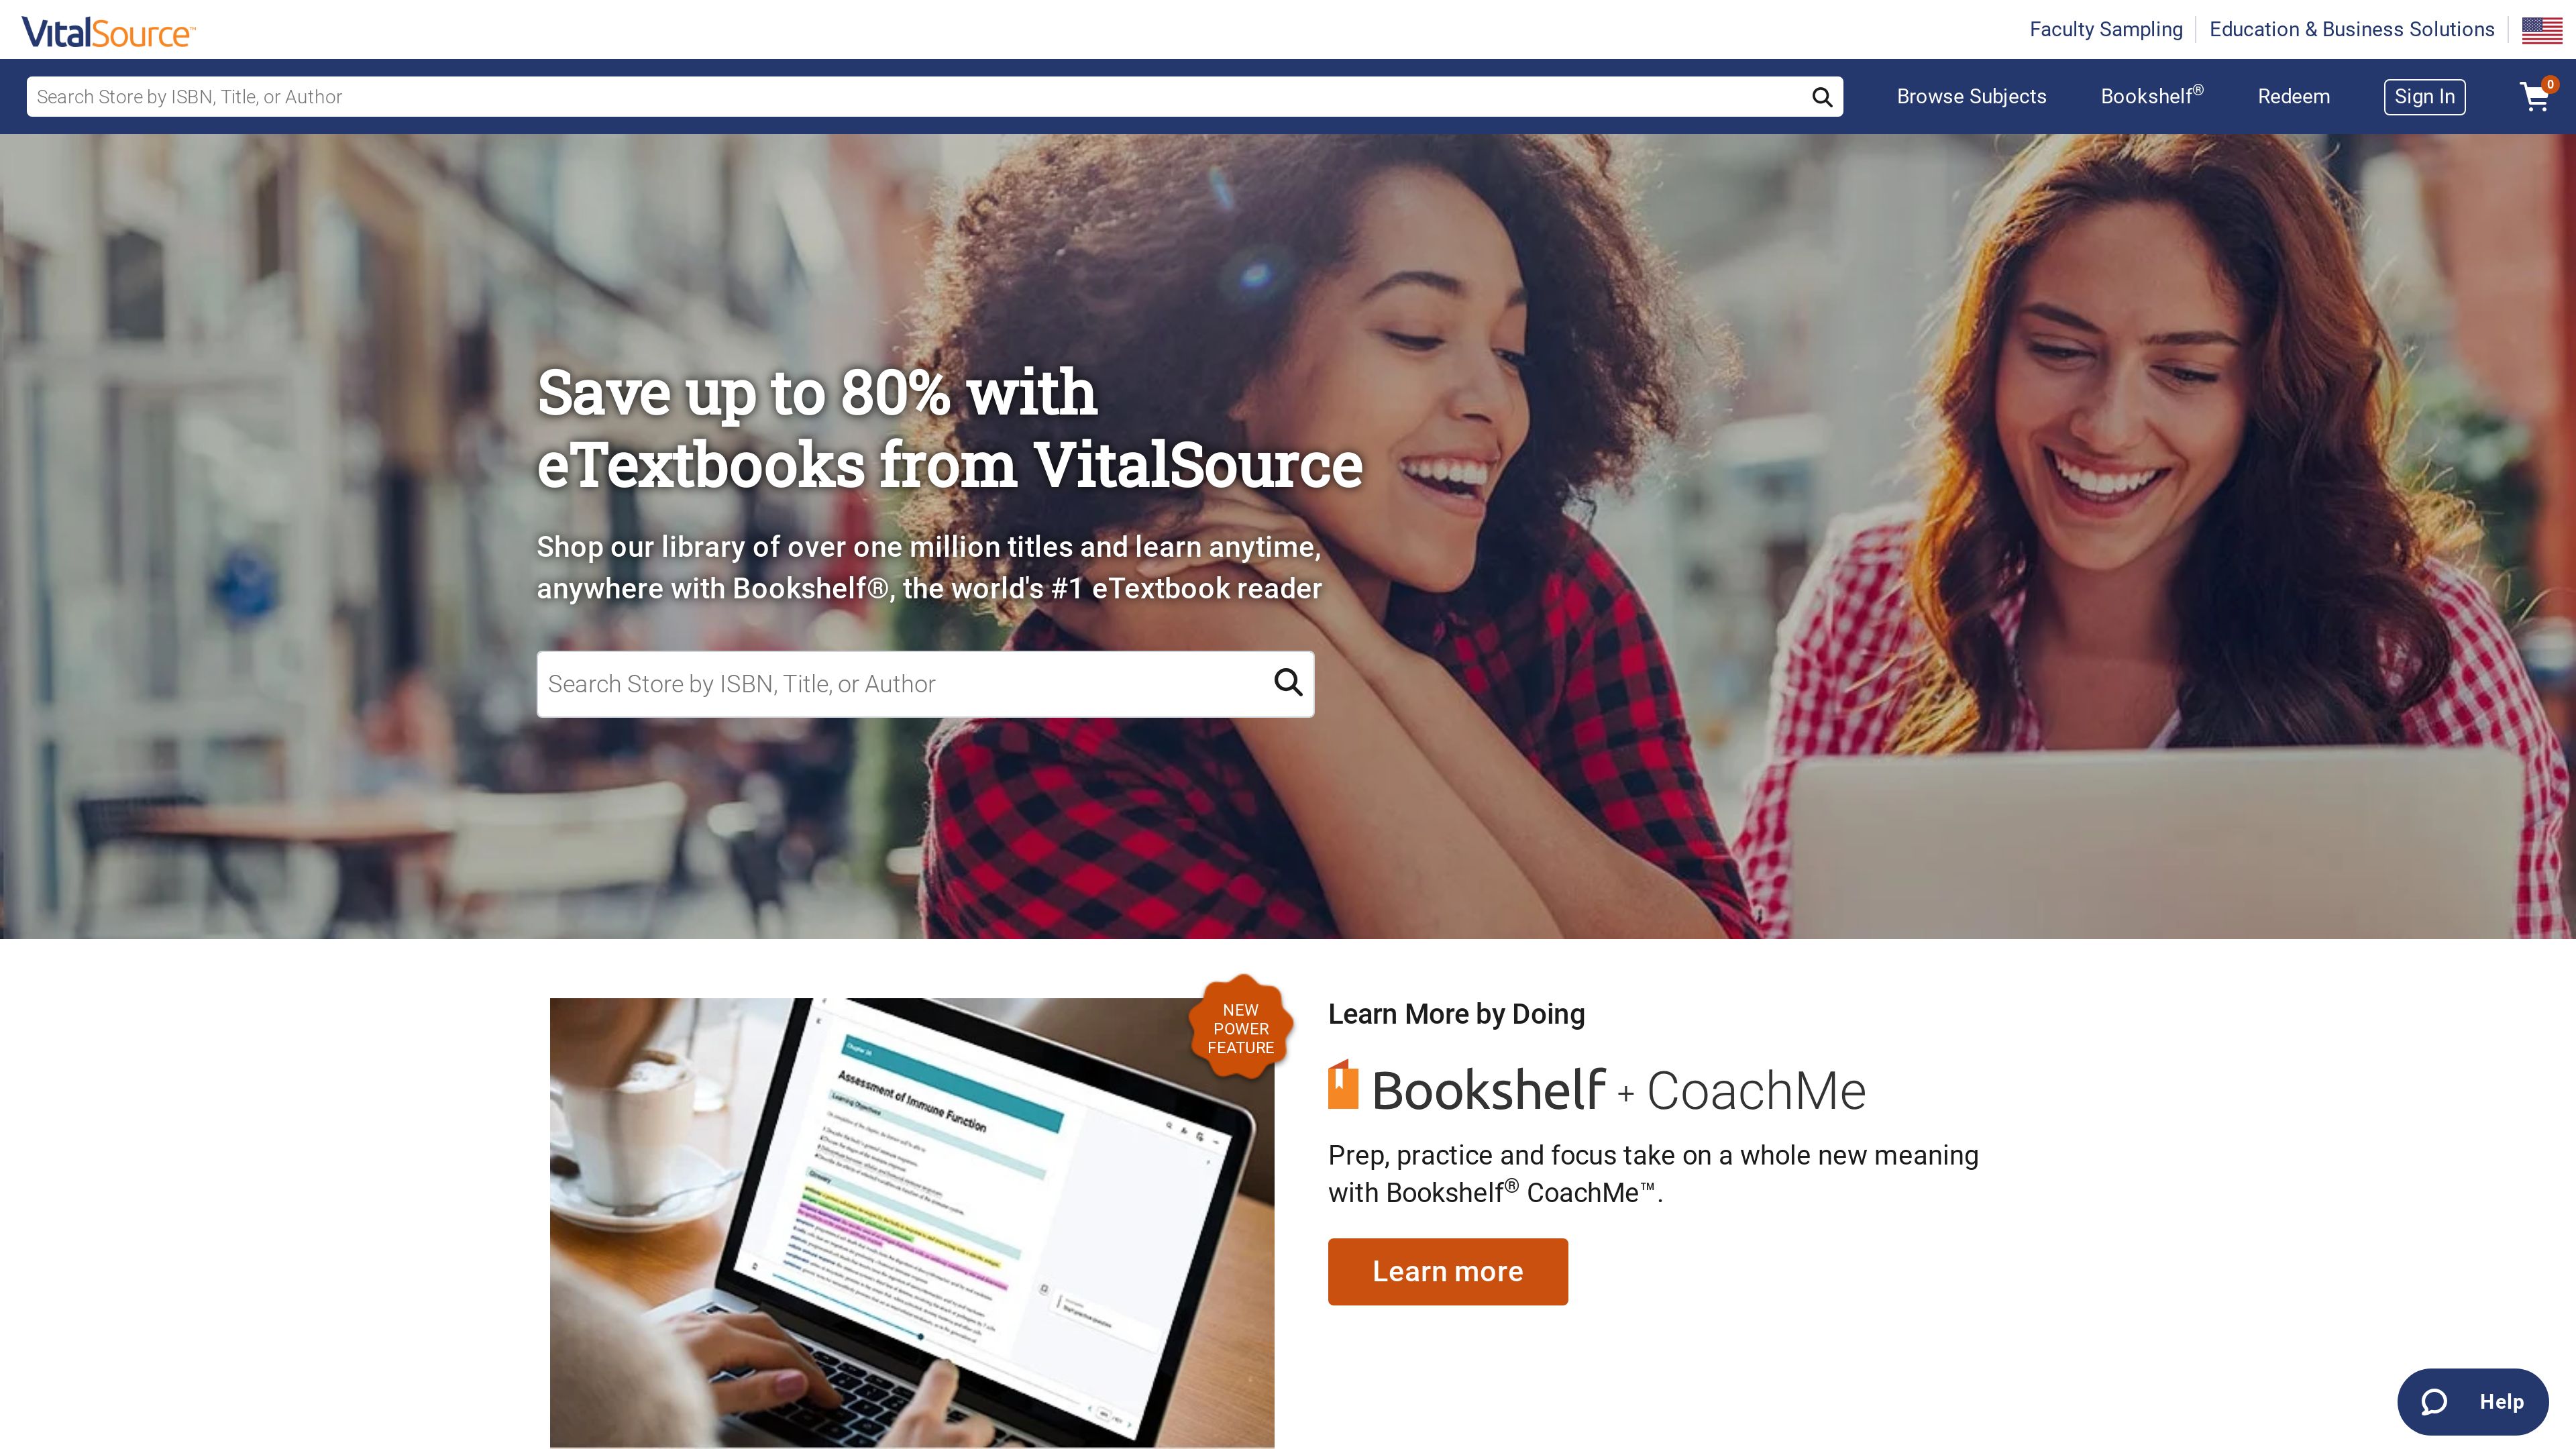 VitalSource™
Faculty Sampling
Education & Business Solutions
Search Store by ISBN, Title, or Author
Browse Subjects
Bookshelf®
Redeem
Sign In
0
Save up to 80% with
eTextbooks from VitalSource
Shop our library of over one million titles and learn anytime,
anywhere with Bookshelf®, the world's #1 eTextbook reader
Search Store by ISBN, Title, or Author
NEW
POWER
FEATURE
Assessment of Immune Function
Learning Objectives
Glossary
Learn More by Doing
Bookshelf + CoachMe
Prep, practice and focus take on a whole new meaning
with Bookshelf® CoachMe™.
Learn more
Help